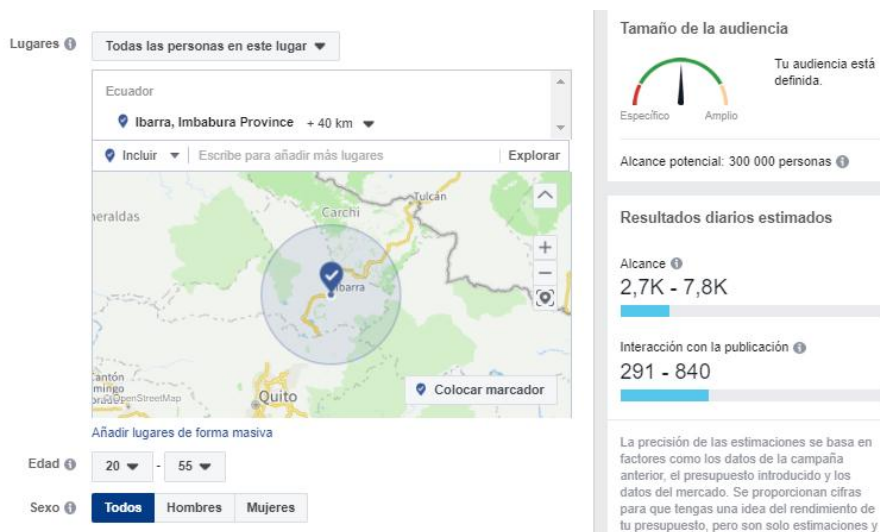 Lugares
Todas las personas en este lugar
Ecuador
Ibarra, Imbabura Province + 40 km
Incluir Escribe para añadir más lugares Explorar
Tulcán
Carchi
eraldas
Ibarra
Quito
antón
mingo
© OpenStreetMap
Colocar marcador
Añadir lugares de forma masiva
Edad 20 - 55
Sexo Todos Hombres Mujeres
Tamaño de la audiencia
Tu audiencia está
definida.
Específico Amplio
Alcance potencial: 300 000 personas
Resultados diarios estimados
Alcance
2,7K - 7,8K
Interacción con la publicación
291 - 840
La precisión de las estimaciones se basa en
factores como los datos de la campaña
anterior, el presupuesto introducido y los
datos del mercado. Se proporcionan cifras
para que tengas una idea del rendimiento de
tu presupuesto, pero son solo estimaciones y